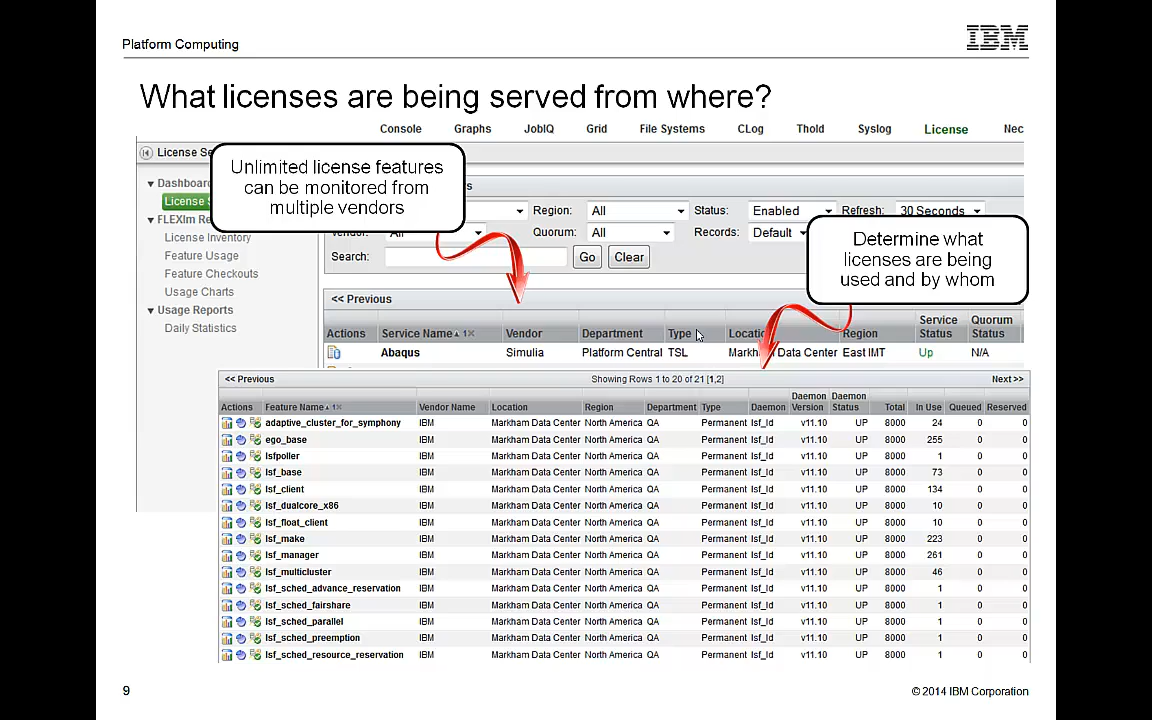 Platform Computing
IBM
What licenses are being served from where?
Console Graphs JobIQ Grid File Systems CLog Thold Syslog License Nec
License Se
Unlimited license features
can be monitored from
multiple vendors
Dashboard
License S
FLEXlm Re
License Inventory
Feature Usage
Feature Checkouts
Usage Charts
Usage Reports
Daily Statistics
Region: All Status: Enabled Refresh: 30 Seconds
Vendor: All Quorum: All Records: Default
Search: Go Clear
Determine what
licenses are being
used and by whom
<< Previous
Actions Service Name 1 Vendor Department Type Location Region Service Status Quorum Status
Abaqus Simulia Platform Central TSL Markham Data Center East IMT Up N/A
<< Previous Showing Rows 1 to 20 of 21 [1,2] Next >>
Actions Feature Name 1 Vendor Name Location Region Department Type Daemon Daemon Version Daemon Status Total In Use Queued Reserved
adaptive_cluster_for_symphony IBM Markham Data Center North America QA Permanent lsf_ld v11.10 UP 8000 24 0 0
ego_base IBM Markham Data Center North America QA Permanent lsf_ld v11.10 UP 8000 255 0 0
lsfpoller IBM Markham Data Center North America QA Permanent lsf_ld v11.10 UP 8000 1 0 0
lsf_base IBM Markham Data Center North America QA Permanent lsf_ld v11.10 UP 8000 73 0 0
lsf_client IBM Markham Data Center North America QA Permanent lsf_ld v11.10 UP 8000 134 0 0
lsf_dualcore_x86 IBM Markham Data Center North America QA Permanent lsf_ld v11.10 UP 8000 10 0 0
lsf_float_client IBM Markham Data Center North America QA Permanent lsf_ld v11.10 UP 8000 10 0 0
lsf_make IBM Markham Data Center North America QA Permanent lsf_ld v11.10 UP 8000 223 0 0
lsf_manager IBM Markham Data Center North America QA Permanent lsf_ld v11.10 UP 8000 261 0 0
lsf_multicluster IBM Markham Data Center North America QA Permanent lsf_ld v11.10 UP 8000 46 0 0
lsf_sched_advance_reservation IBM Markham Data Center North America QA Permanent lsf_ld v11.10 UP 8000 1 0 0
lsf_sched_fairshare IBM Markham Data Center North America QA Permanent lsf_ld v11.10 UP 8000 1 0 0
lsf_sched_parallel IBM Markham Data Center North America QA Permanent lsf_ld v11.10 UP 8000 1 0 0
lsf_sched_preemption IBM Markham Data Center North America QA Permanent lsf_ld v11.10 UP 8000 1 0 0
lsf_sched_resource_reservation IBM Markham Data Center North America QA Permanent lsf_ld v11.10 UP 8000 1 0 0
9
© 2014 IBM Corporation